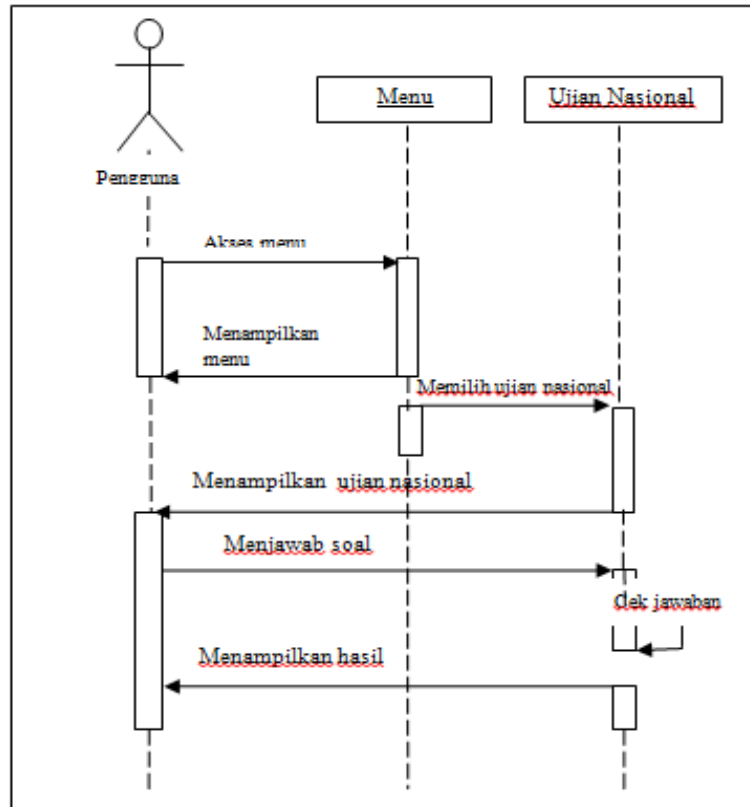 Menu
Ujian Nasional
Pengguna
Akses menu
Menampilkan
menu
Memilih ujian nasional
Menampilkan ujian nasional
Menjawab soal
Cek jawaban
Menampilkan hasil